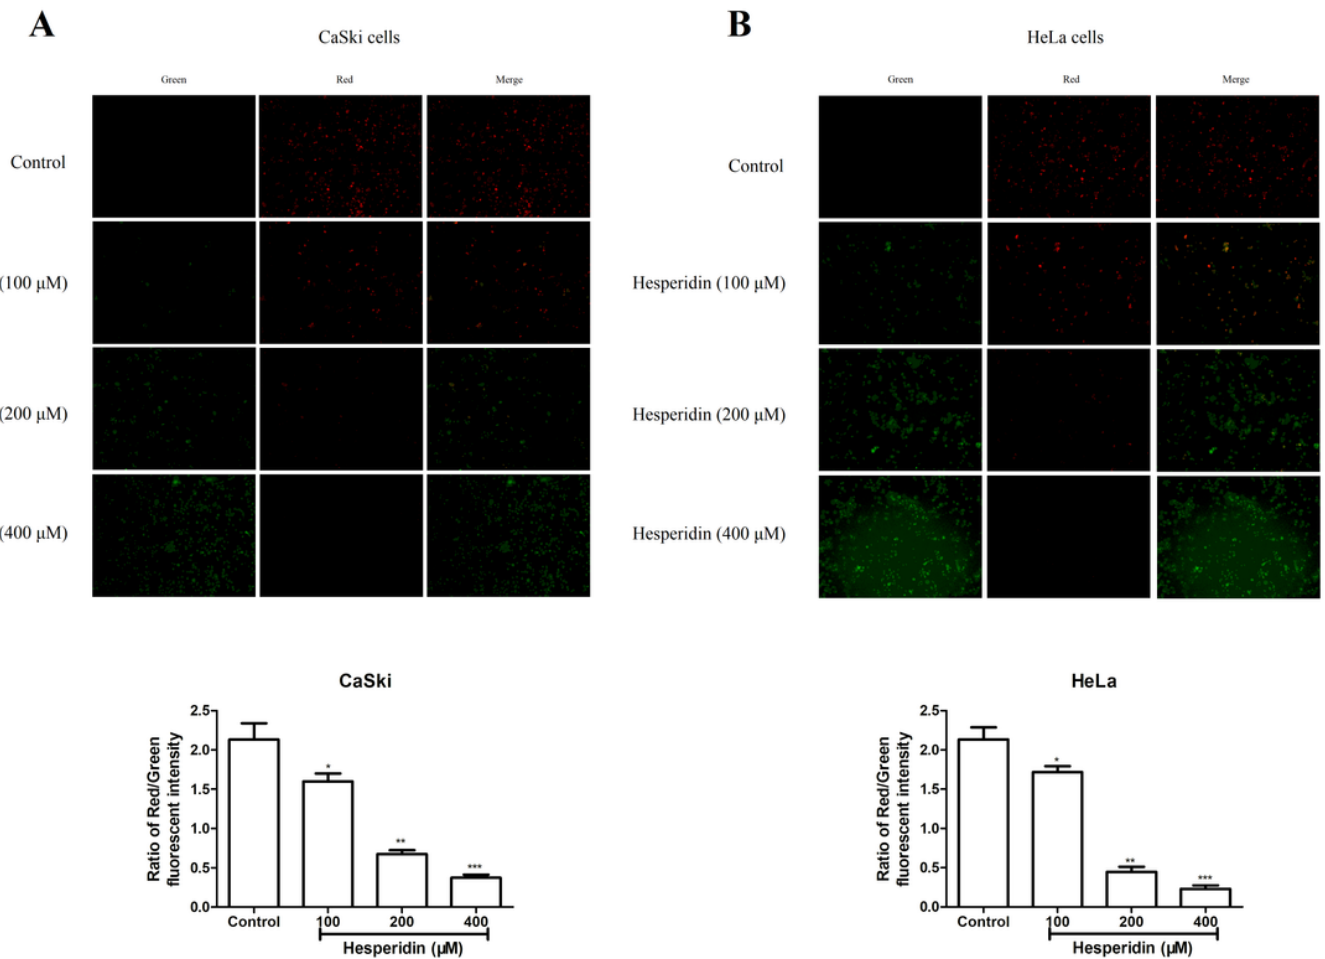 A
B
CaSki cells
HeLa cells
Green
Red
Merge
Green
Red
Merge
Control
Control
(100 μM)
Hesperidin (100 μM)
(200 μM)
Hesperidin (200 μM)
(400 μM)
Hesperidin (400 μM)
CaSki
Ratio of Red/Green
fluorescent intensity
2.5
2.0
1.5
1.0
0.5
0.0
*
**
***
Control
100
200
400
Hesperidin (μM)
HeLa
Ratio of Red/Green
fluorescent intensity
2.5
2.0
1.5
1.0
0.5
0.0
*
**
***
Control
100
200
400
Hesperidin (μM)